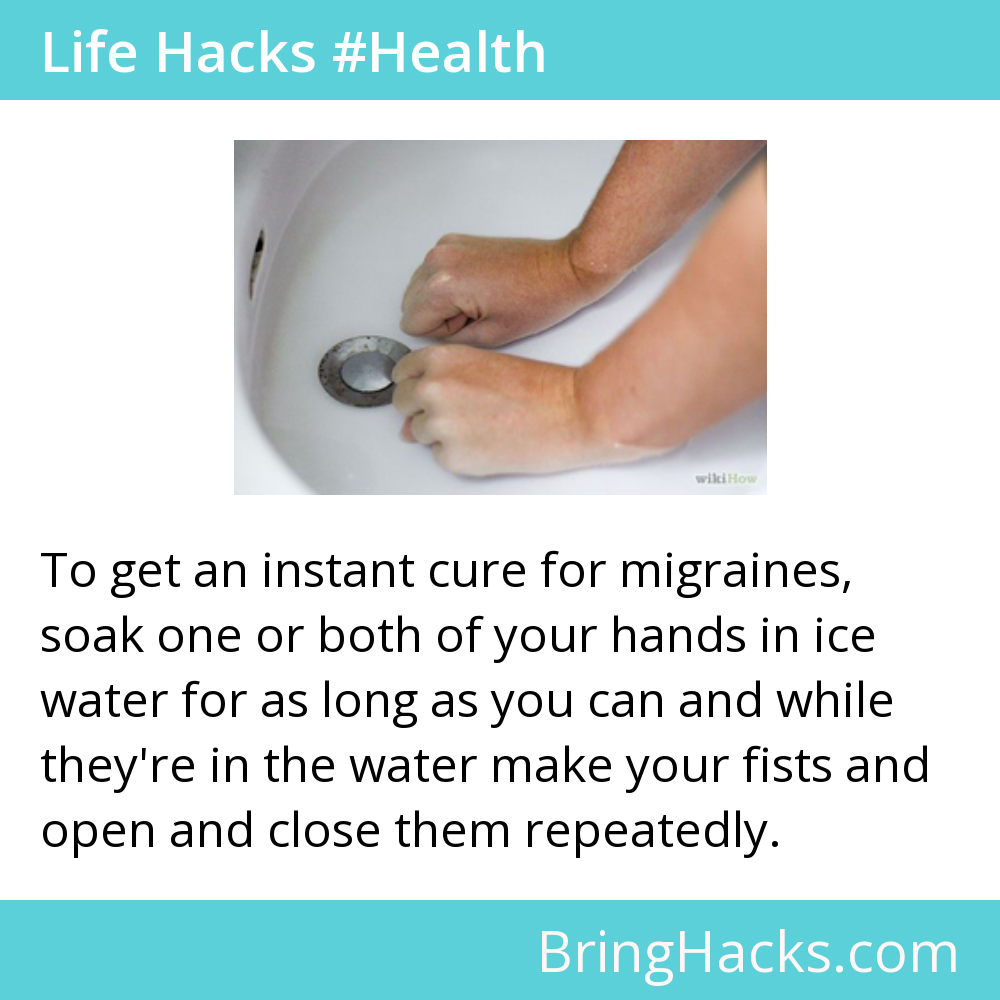 Life Hacks #Health
wikiHow
To get an instant cure for migraines,
soak one or both of your hands in ice
water for as long as you can and while
they're in the water make your fists and
open and close them repeatedly.
BringHacks.com